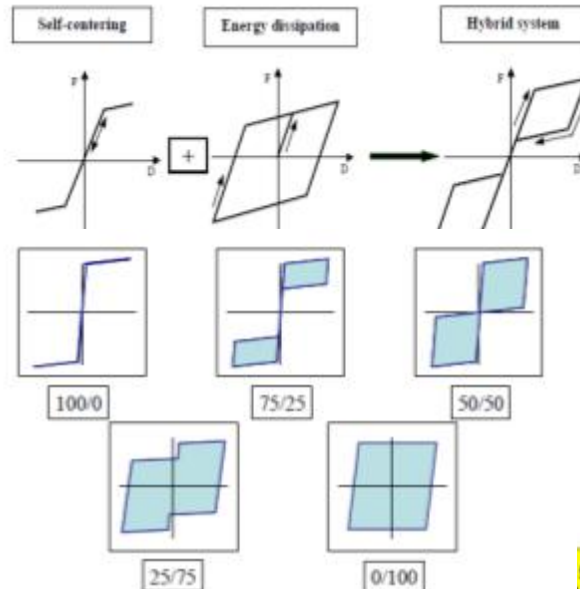 Self-centering
Energy dissipation
Hybrid system
F
F
F
+
D
D
D
100/0
75/25
50/50
25/75
0/100